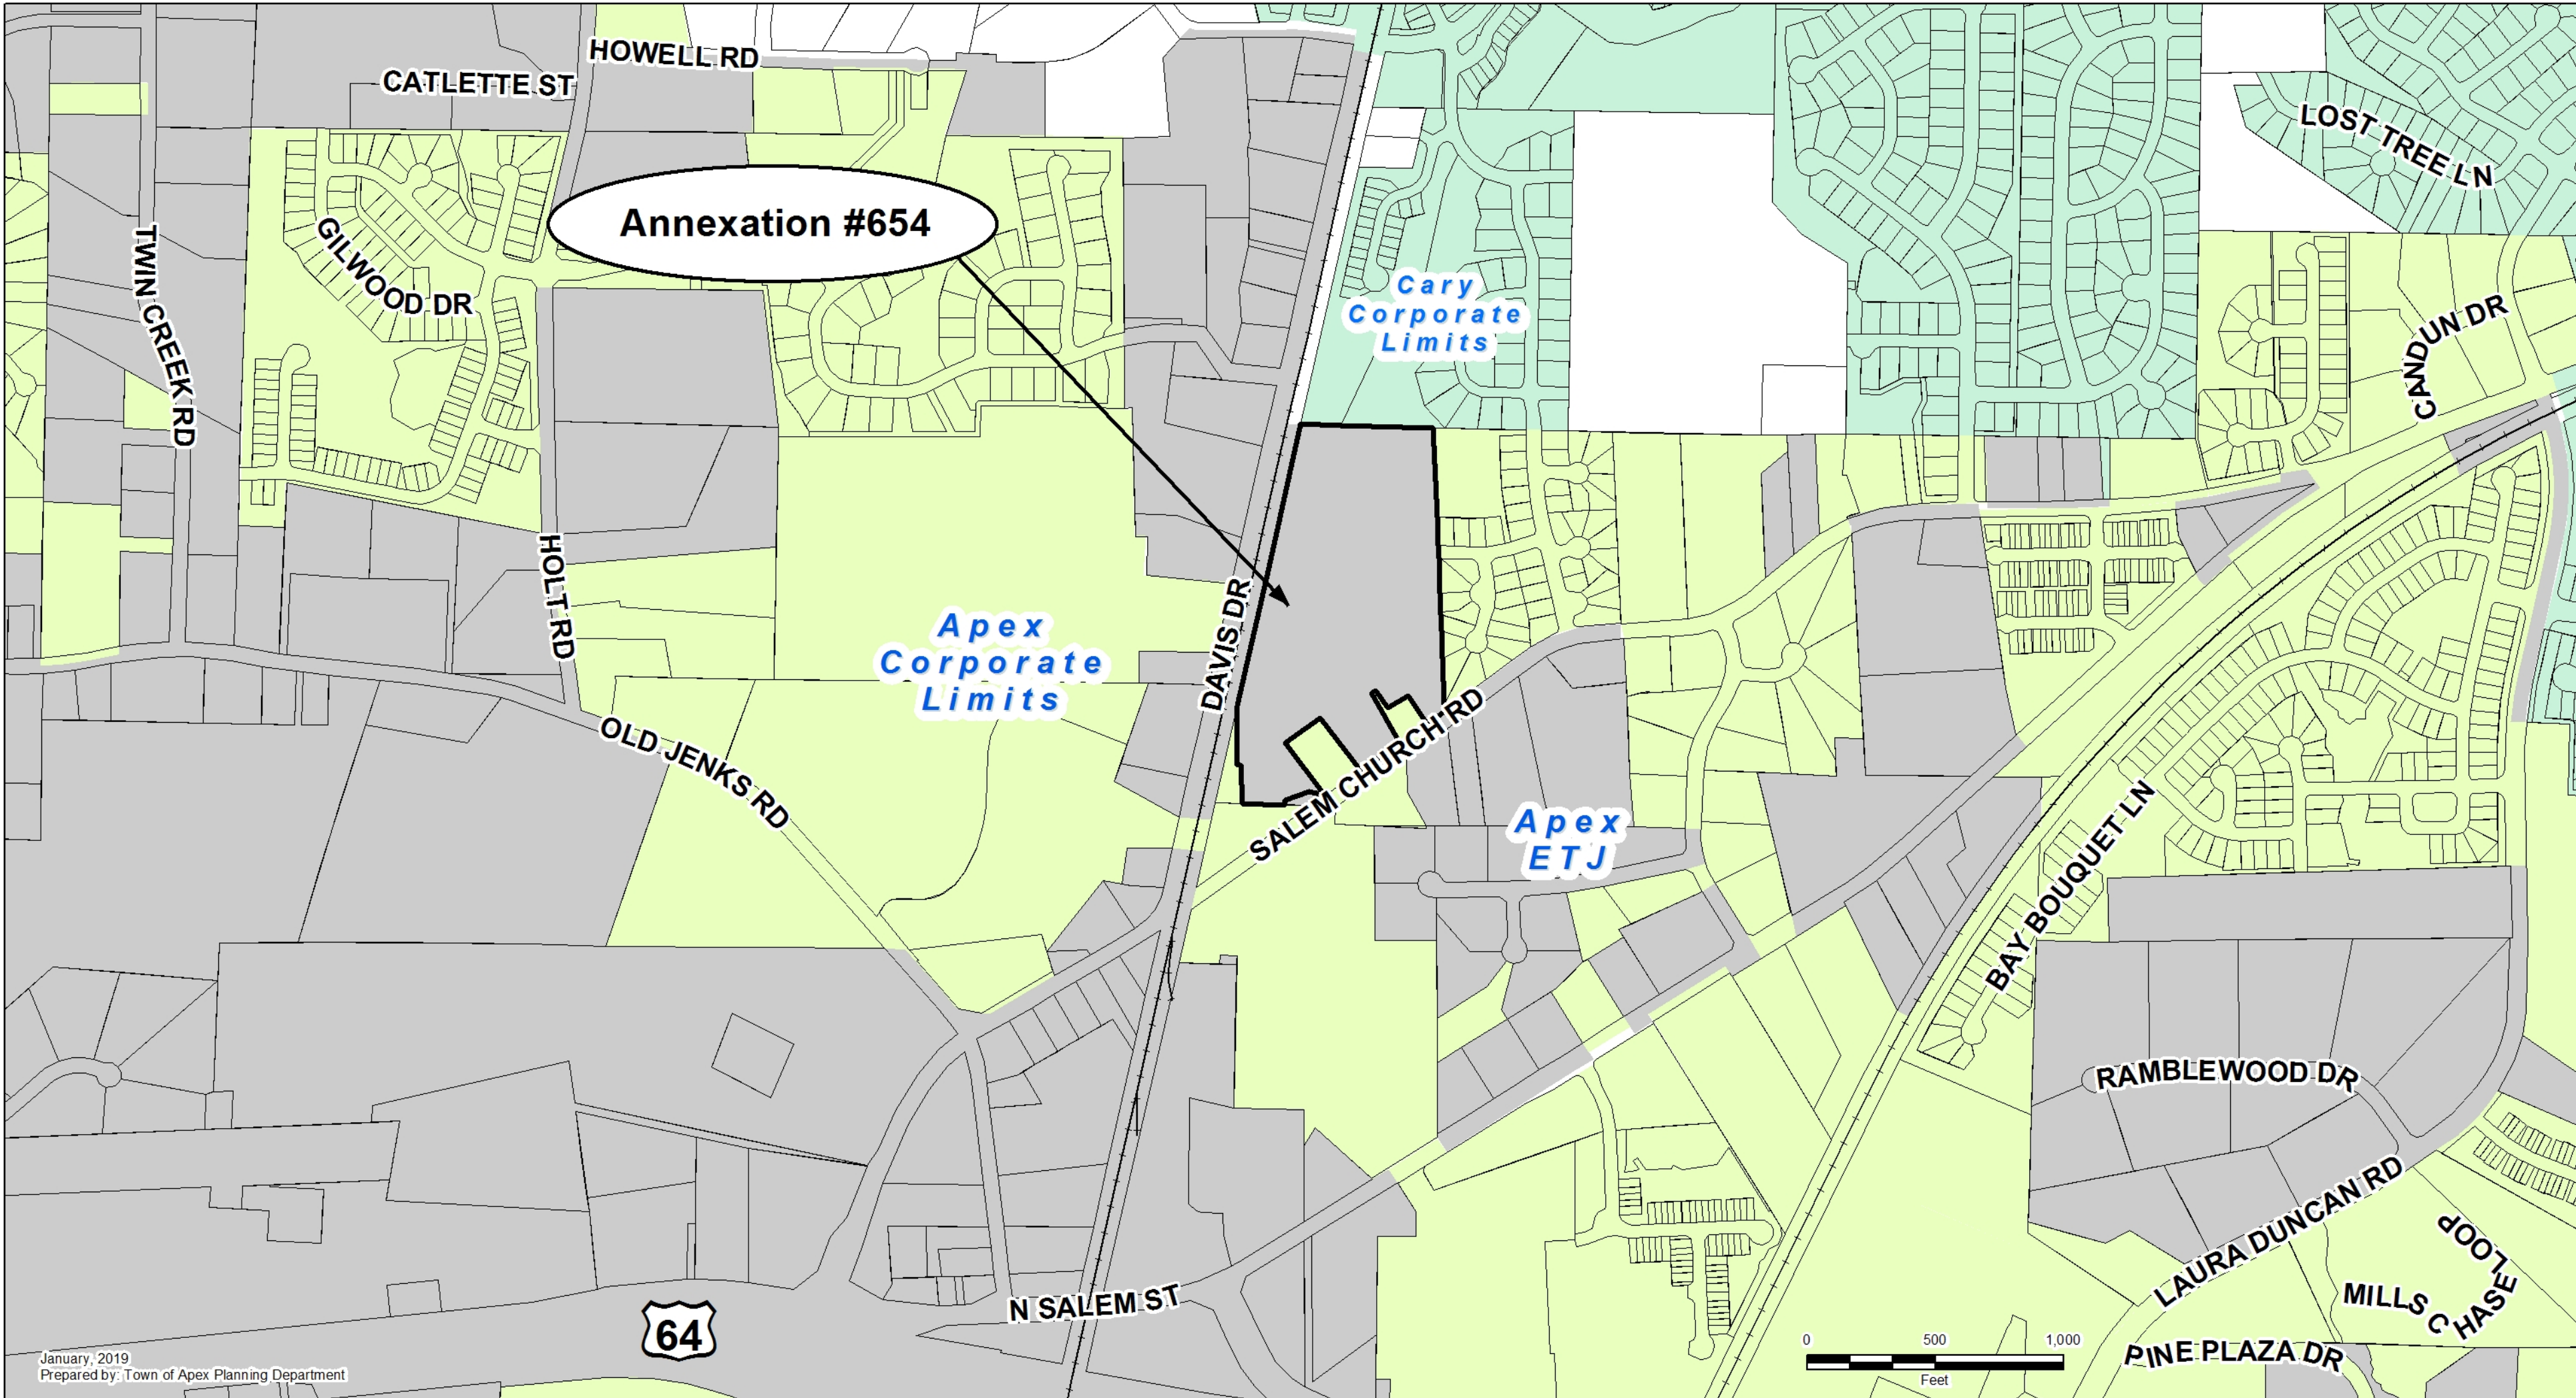 HOWELL RD
CATLETTE ST
LOST TREE LN
Annexation #654
GILWOOD DR
TWIN CREEK RD
Cary
Corporate
Limits
CANDUN DR
HOLT RD
Apex
Corporate
Limits
DAVIS DR
OLD JENKS RD
SALEM CHURCH RD
Apex
ETJ
BAY BOUQUET LN
RAMBLEWOOD DR
LAURA DUNCAN RD
MILLS CHASE LOOP
N SALEM ST
64
PINE PLAZA DR
0 500 1,000
Feet
January, 2019
Prepared by: Town of Apex Planning Department